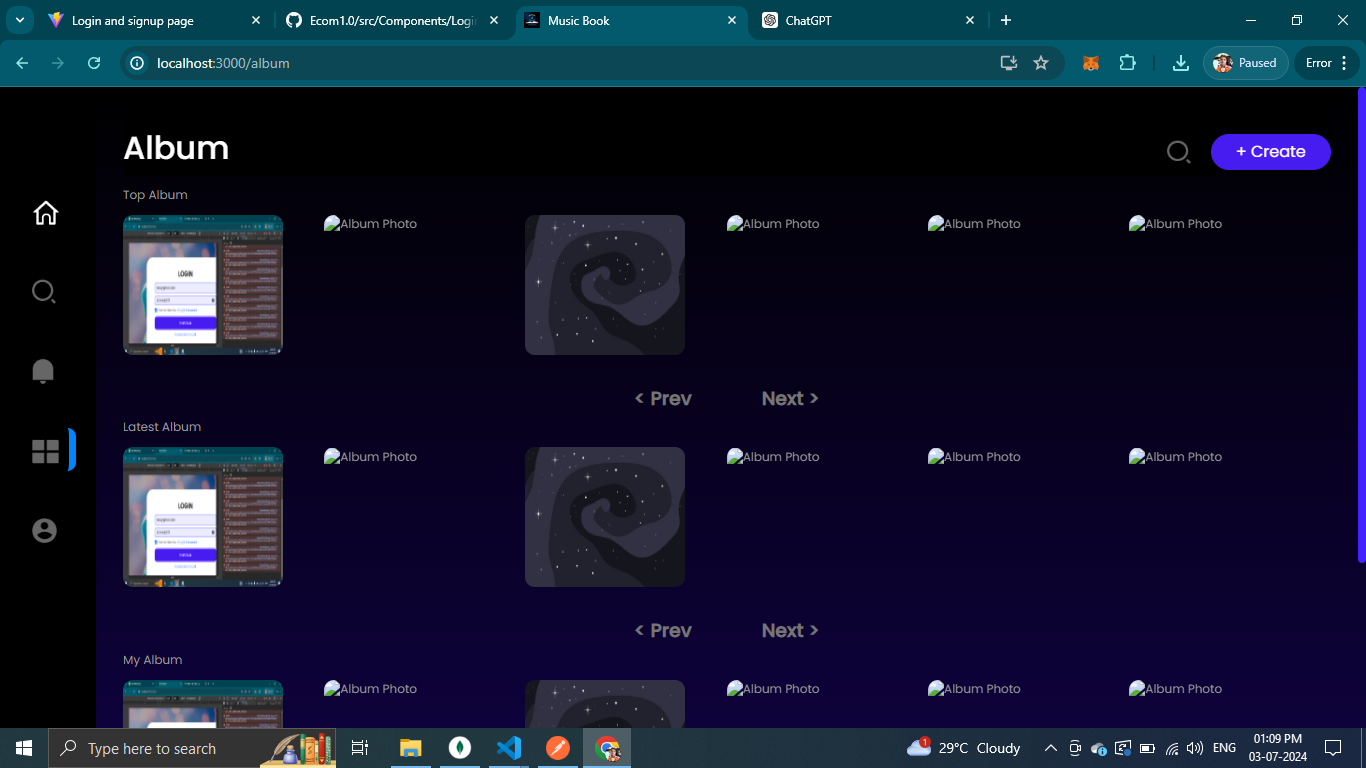 Login and signup page
Ecom1.0/src/Components/Login
Music Book
ChatGPT
localhost:3000/album
Paused
Error
Album
+ Create
Top Album
LOGIN
Album Photo
Album Photo
Album Photo
Album Photo
< Prev
Next >
Latest Album
LOGIN
Album Photo
Album Photo
Album Photo
Album Photo
< Prev
Next >
My Album
Album Photo
Album Photo
Album Photo
Album Photo
Type here to search
1
29°C Cloudy
ENG
01:09 PM
03-07-2024